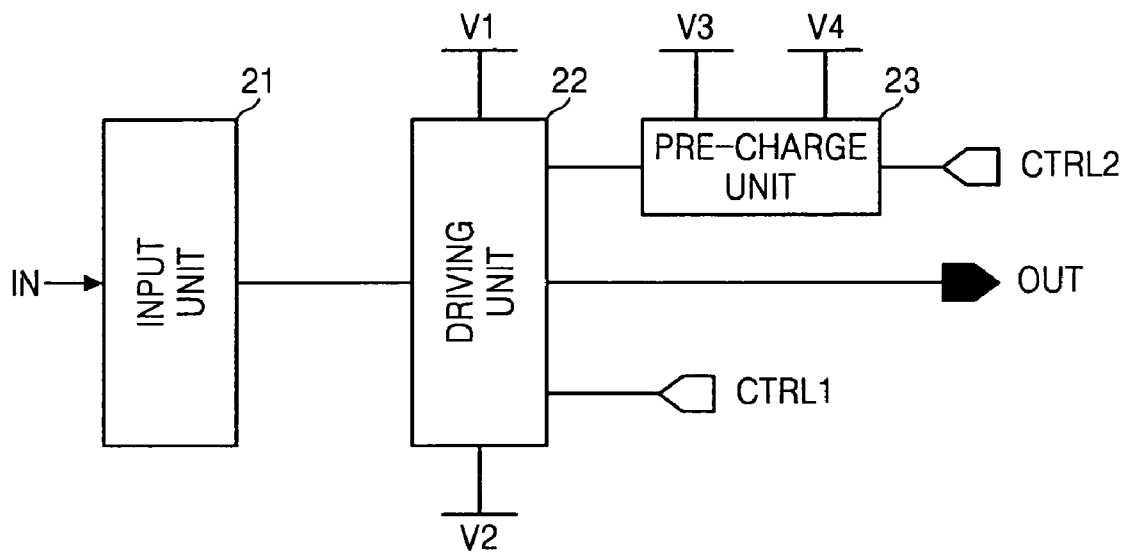 V1
V3
V4
21
22
23
PRE-CHARGE
UNIT
CTRL2
IN
INPUT
UNIT
DRIVING
UNIT
OUT
CTRL1
V2